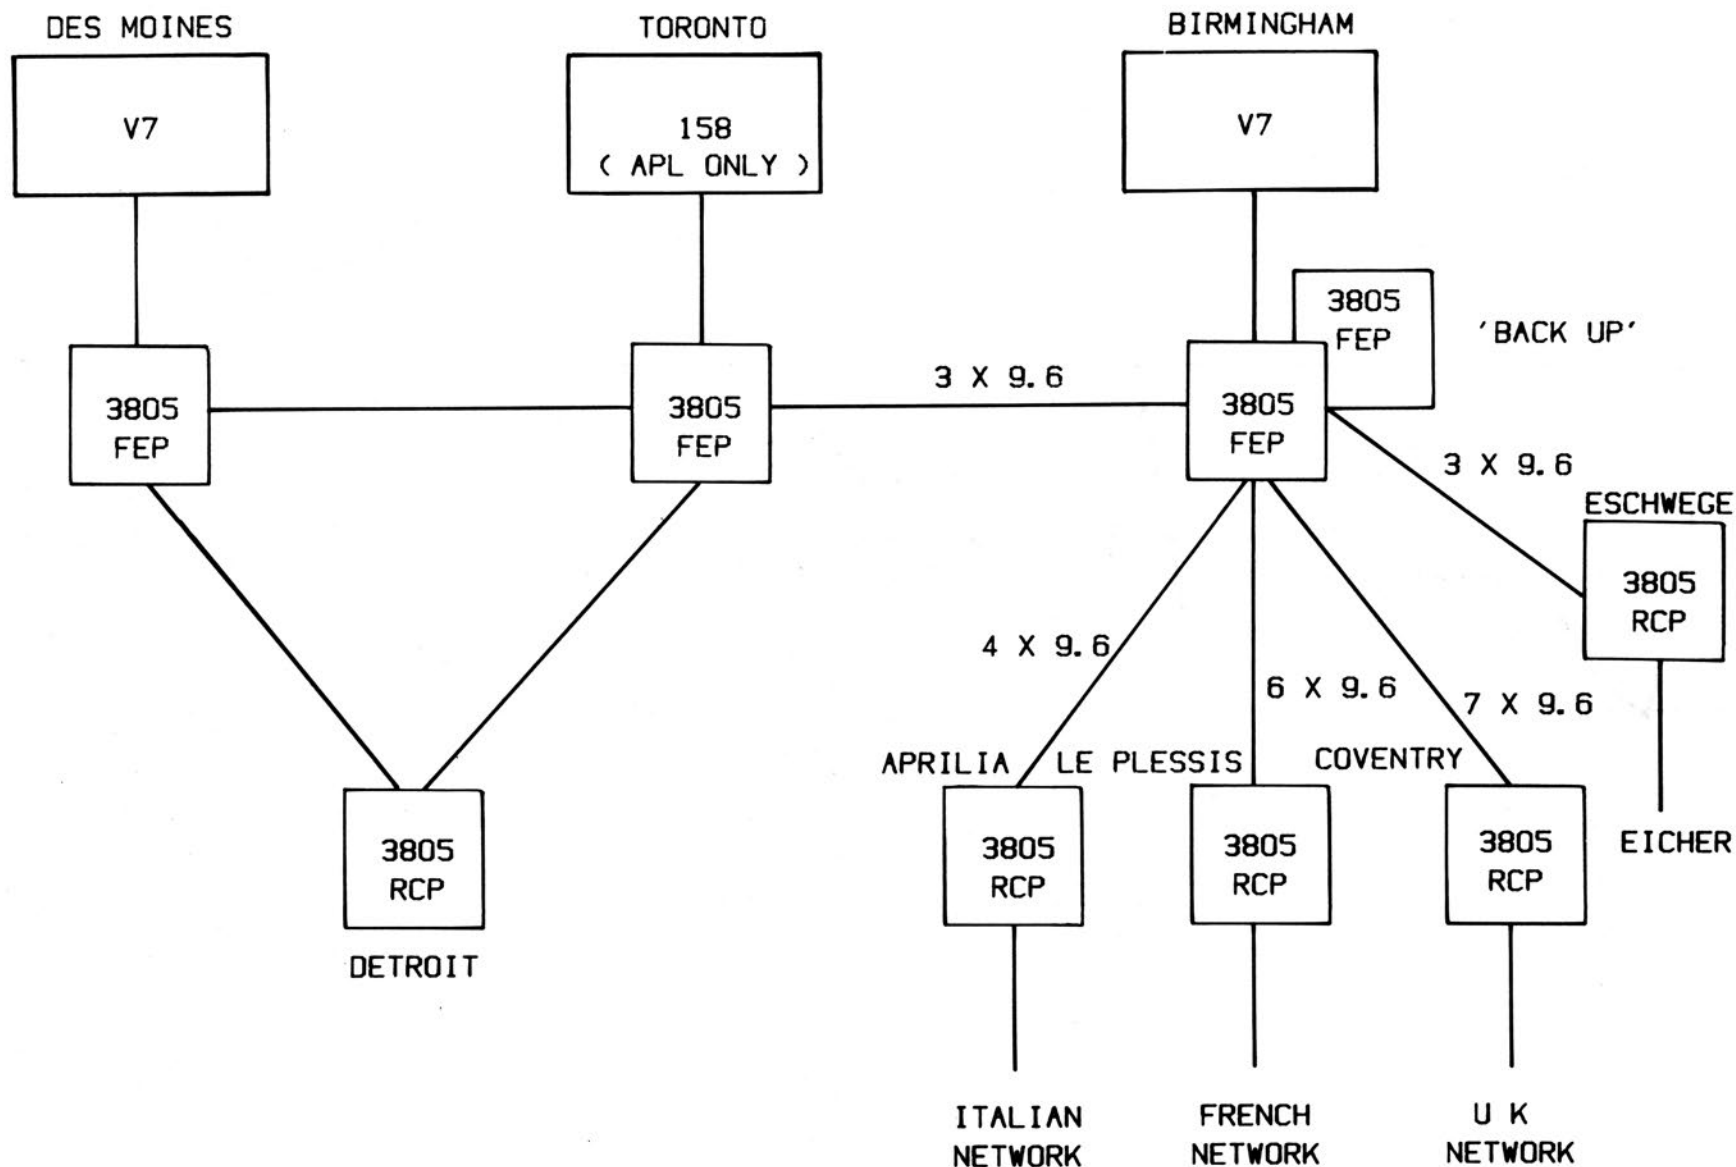 DES MOINES
TORONTO
BIRMINGHAM
V7
158
( APL ONLY )
V7
3805
FEP
'BACK UP'
3805
FEP
3805
FEP
3 X 9.6
3805
FEP
3 X 9.6
ESCHWEGE
3805
RCP
4 X 9.6
6 X 9.6
7 X 9.6
APRILIA
LE PLESSIS
COVENTRY
3805
RCP
3805
RCP
3805
RCP
3805
RCP
EICHER
DETROIT
ITALIAN
NETWORK
FRENCH
NETWORK
U K
NETWORK